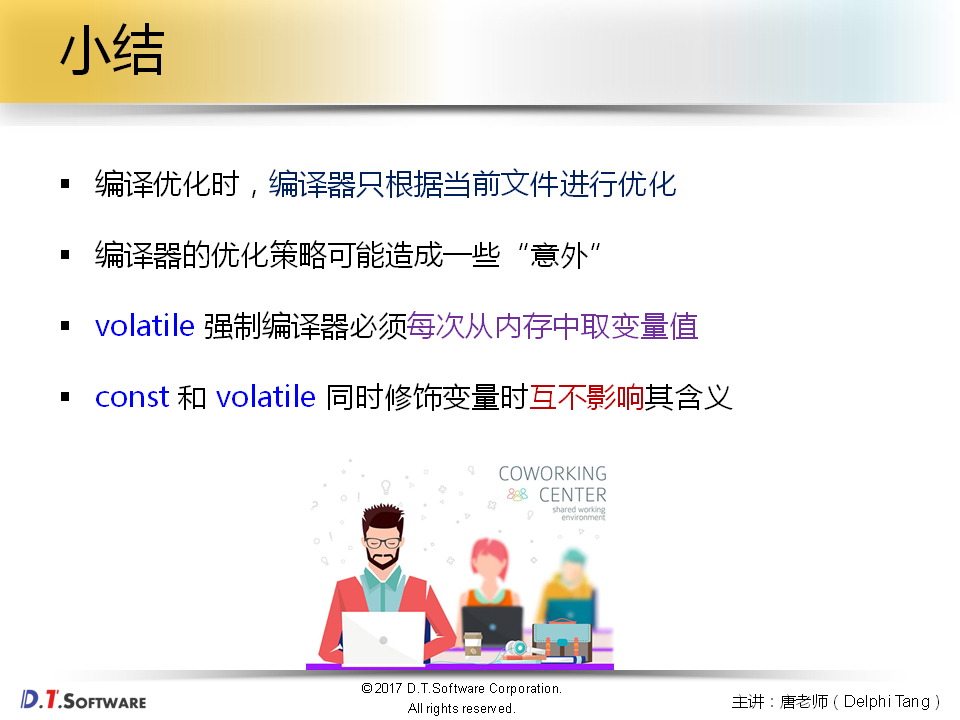 小结
▪ 编译优化时，编译器只根据当前文件进行优化
▪ 编译器的优化策略可能造成一些“意外”
▪ volatile 强制编译器必须每次从内存中取变量值
▪ const 和 volatile 同时修饰变量时互不影响其含义
COWORKING
CENTER
shared working
environment
D.T.SOFTWARE
©2017 D.T.Software Corporation.
All rights reserved.
主讲：唐老师（Delphi Tang）